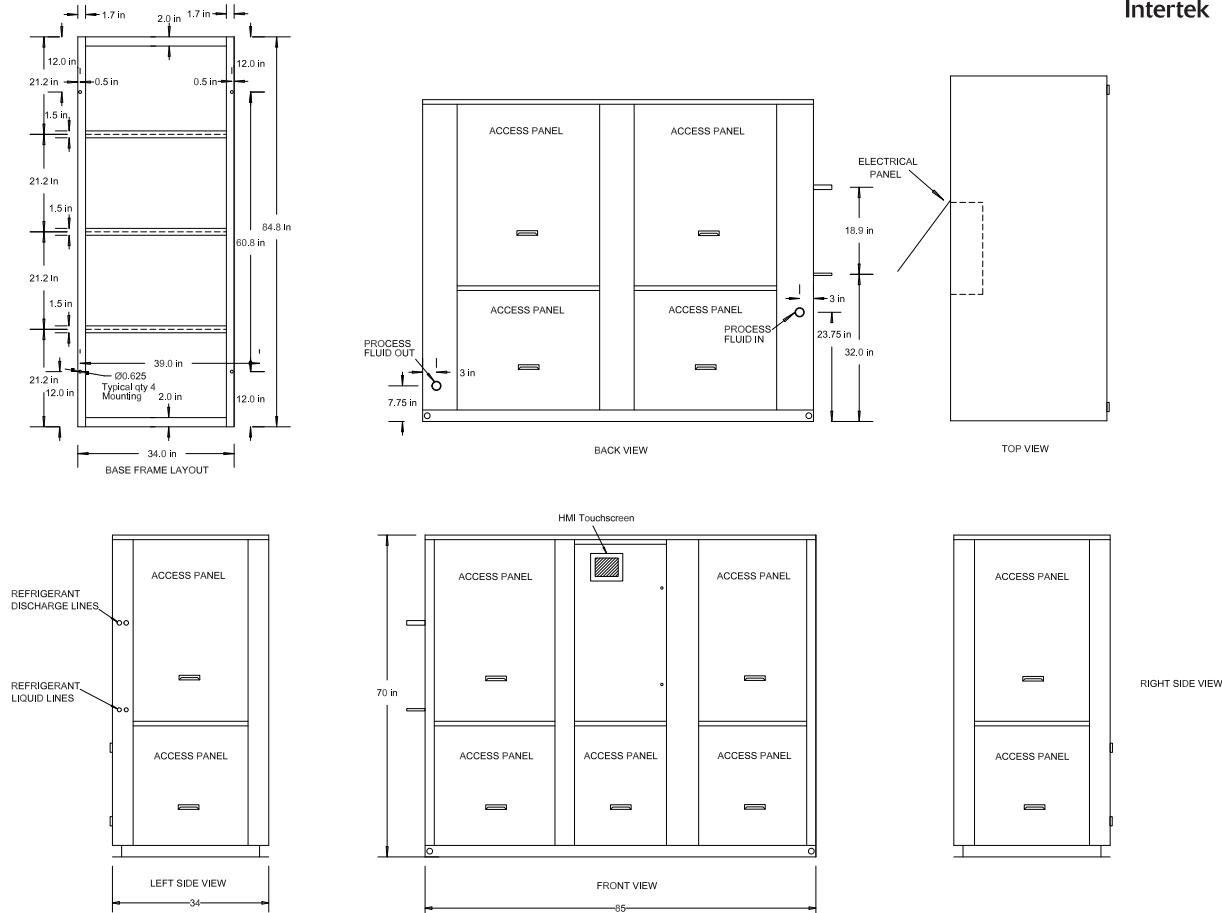 Intertek
1.7 in
2.0 in
1.7 in
12.0 in
12.0 in
21.2 in
0.5 in
0.5 in
1.5 in
21.2 In
1.5 in
84.8 In
60.8 in
21.2 in
1.5 in
39.0 in
21.2 in
12.0 in
Ø0.625
Typical qty 4
Mounting
2.0 in
12.0 in
34.0 in
BASE FRAME LAYOUT
ACCESS PANEL
ACCESS PANEL
ACCESS PANEL
ACCESS PANEL
PROCESS
FLUID OUT
3 in
7.75 in
PROCESS
FLUID IN
3 in
23.75 in
32.0 in
18.9 in
BACK VIEW
ELECTRICAL
PANEL
TOP VIEW
REFRIGERANT
DISCHARGE LINES
REFRIGERANT
LIQUID LINES
ACCESS PANEL
ACCESS PANEL
LEFT SIDE VIEW
34
HMI Touchscreen
70 in
ACCESS PANEL
ACCESS PANEL
ACCESS PANEL
ACCESS PANEL
ACCESS PANEL
FRONT VIEW
85
ACCESS PANEL
ACCESS PANEL
RIGHT SIDE VIEW